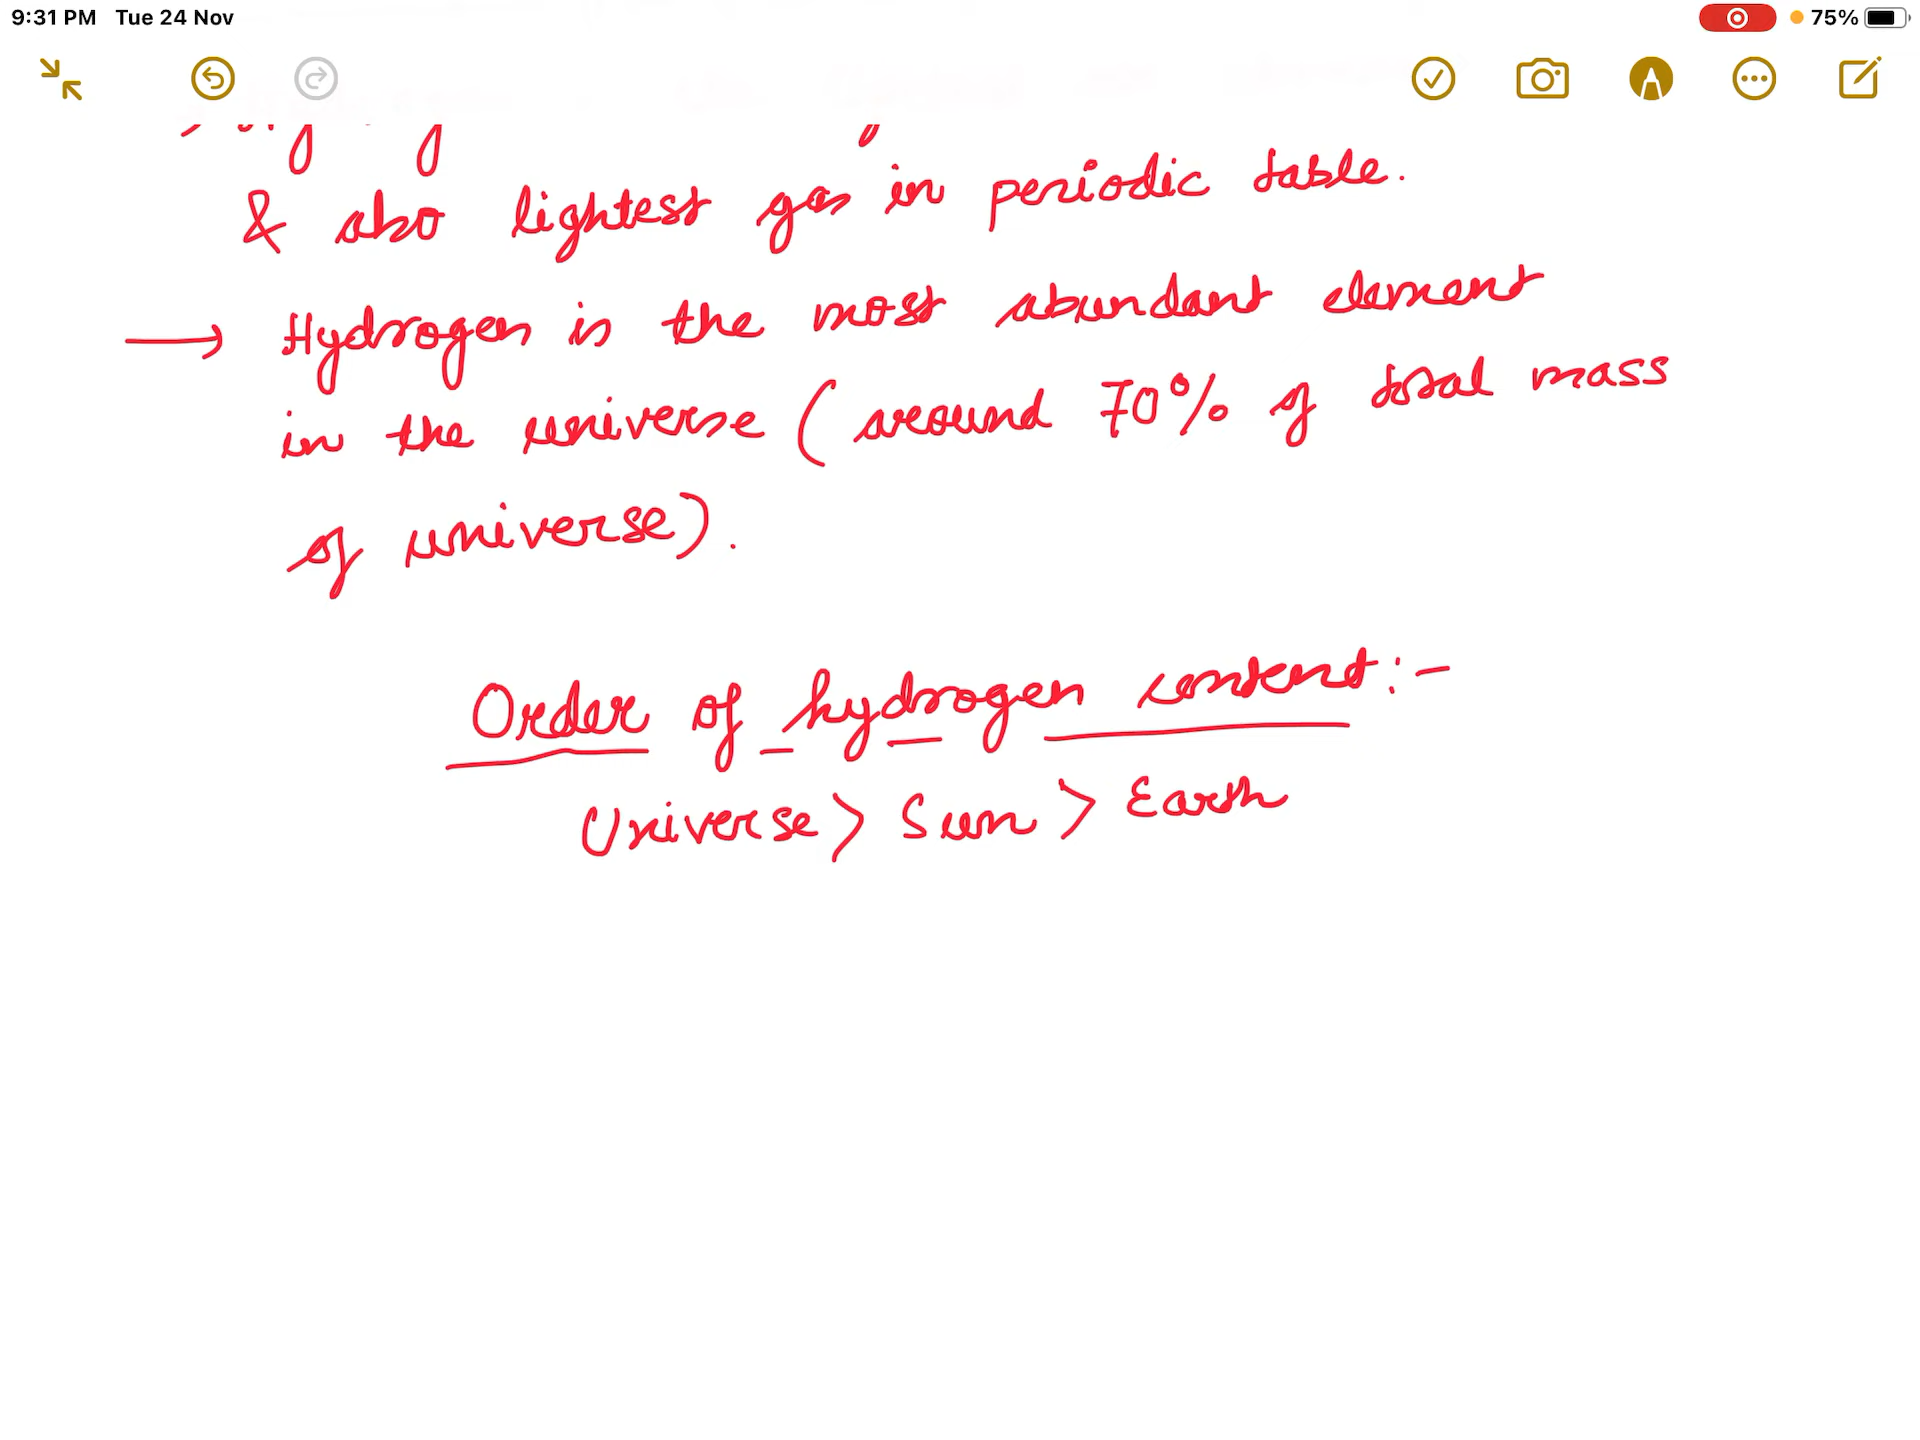 9:31 PM Tue 24 Nov
75%
& also lightest gas in periodic table.
→ Hydrogen is the most abundant element
in the universe (around 70% of total mass
of universe).
Order of hydrogen content:-
Universe > Sun > Earth